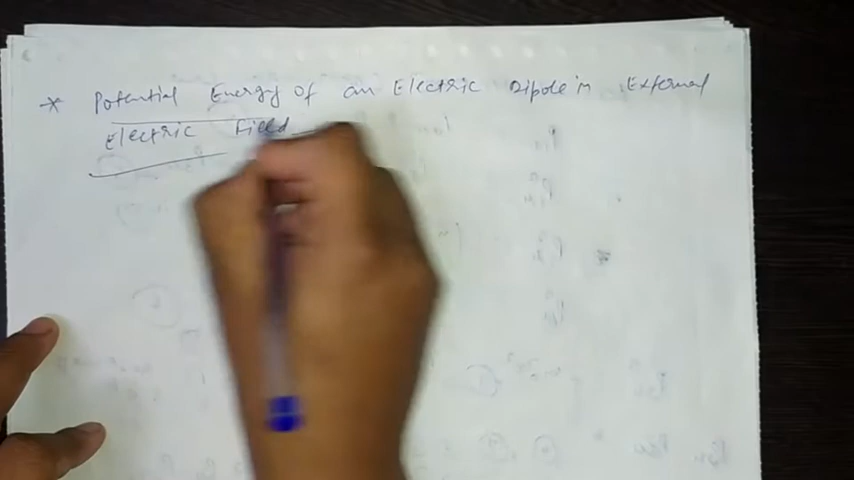 * Potential Energy of an Electric Dipole in External
Electric Field